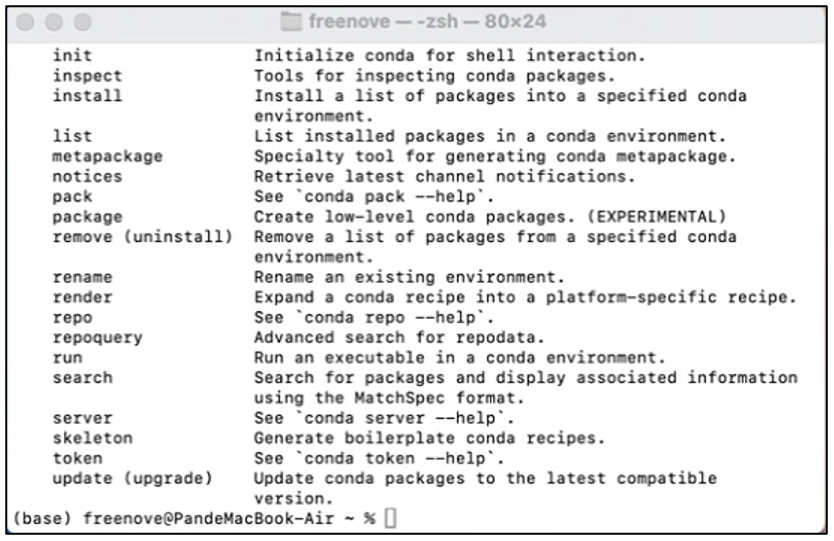 freenove — -zsh — 80×24
init Initialize conda for shell interaction.
inspect Tools for inspecting conda packages.
install Install a list of packages into a specified conda
environment.
list List installed packages in a conda environment.
metapackage Specialty tool for generating conda metapackage.
notices Retrieve latest channel notifications.
pack See `conda pack --help`.
package Create low-level conda packages. (EXPERIMENTAL)
remove (uninstall) Remove a list of packages from a specified conda
environment.
rename Rename an existing environment.
render Expand a conda recipe into a platform-specific recipe.
repo See `conda repo --help`.
repoquery Advanced search for repodata.
run Run an executable in a conda environment.
search Search for packages and display associated information
using the MatchSpec format.
server See `conda server --help`.
skeleton Generate boilerplate conda recipes.
token See `conda token --help`.
update (upgrade) Update conda packages to the latest compatible
version.
(base) freenove@PandeMacBook-Air ~ %